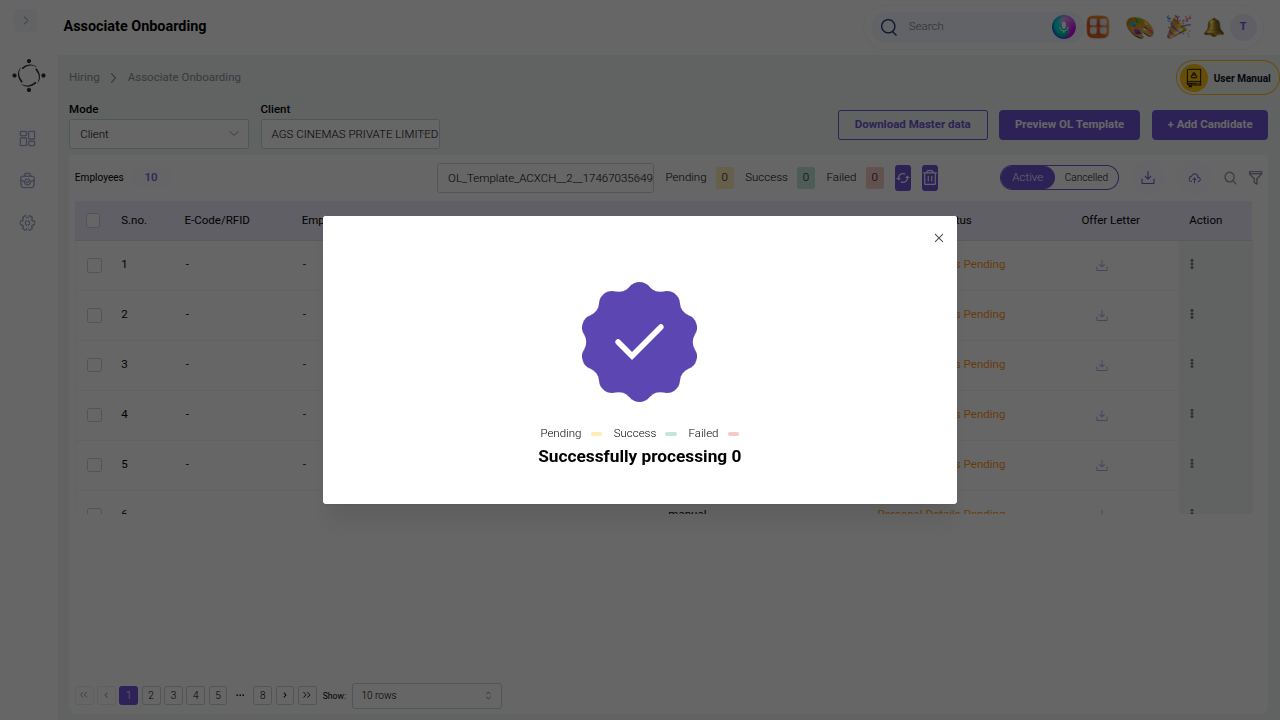 Associate Onboarding
Search
T
Hiring
Associate Onboarding
User Manual
Mode
Client
Client
AGS CINEMAS PRIVATE LIMITED
Download Master data
Preview OL Template
+ Add Candidate
Employees 10
OL_Template_ACXCH__2__17467035649
Pending 0 Success 0 Failed 0
Active Cancelled
S.no. E-Code/RFID Emp tus Offer Letter Action
1 - - s Pending
2 - - s Pending
3 - - s Pending
4 - - s Pending
5 - - s Pending
6 manual Personal Details Pending
Pending Success Failed
Successfully processing 0
1 2 3 4 5 ... 8 Show: 10 rows